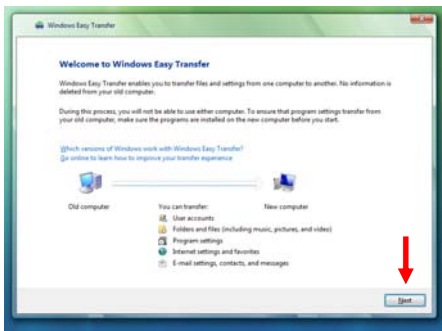 Windows Easy Transfer
Welcome to Windows Easy Transfer
Windows Easy Transfer enables you to transfer files and settings from one computer to another. No information is
deleted from your old computer.
During this process, you will not be able to use either computer. To ensure that program settings transfer from
your old computer, make sure the programs are installed on the new computer before you start.
Which versions of Windows work with Windows Easy Transfer?
Go online to learn how to improve your transfer experience
Old computer
You can transfer:
New computer
User accounts
Folders and files (including music, pictures, and video)
Program settings
Internet settings and favorites
E-mail settings, contacts, and messages
Next